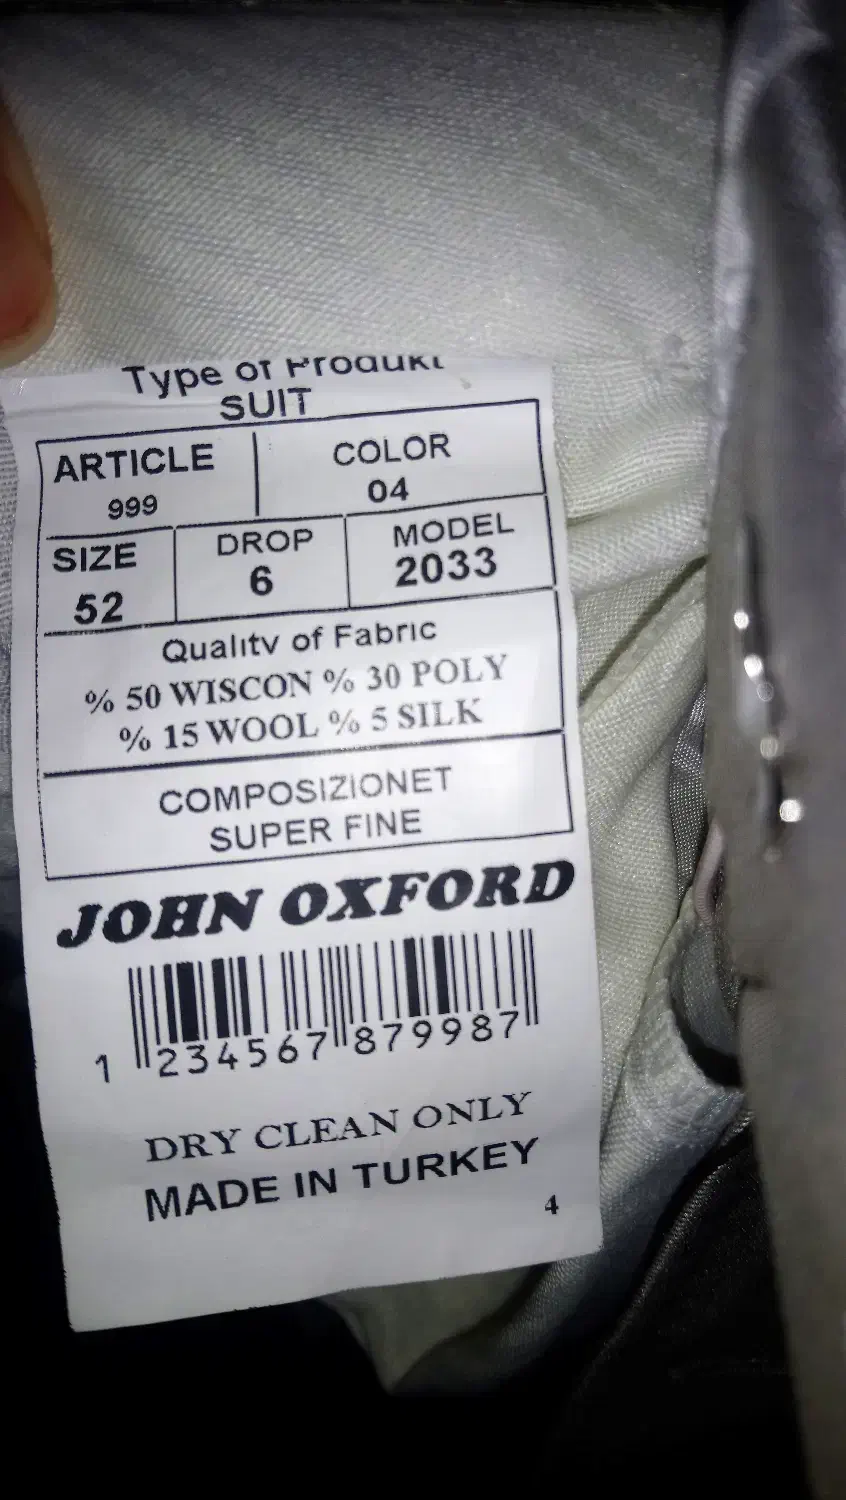 Type of Produkt
SUIT
ARTICLE COLOR
999 04
SIZE DROP MODEL
52 6 2033
Quality of Fabric
% 50 WISCON % 30 POLY
% 15 WOOL % 5 SILK
COMPOSIZIONET
SUPER FINE
JOHN OXFORD
1 234567 879987
DRY CLEAN ONLY
MADE IN TURKEY
4